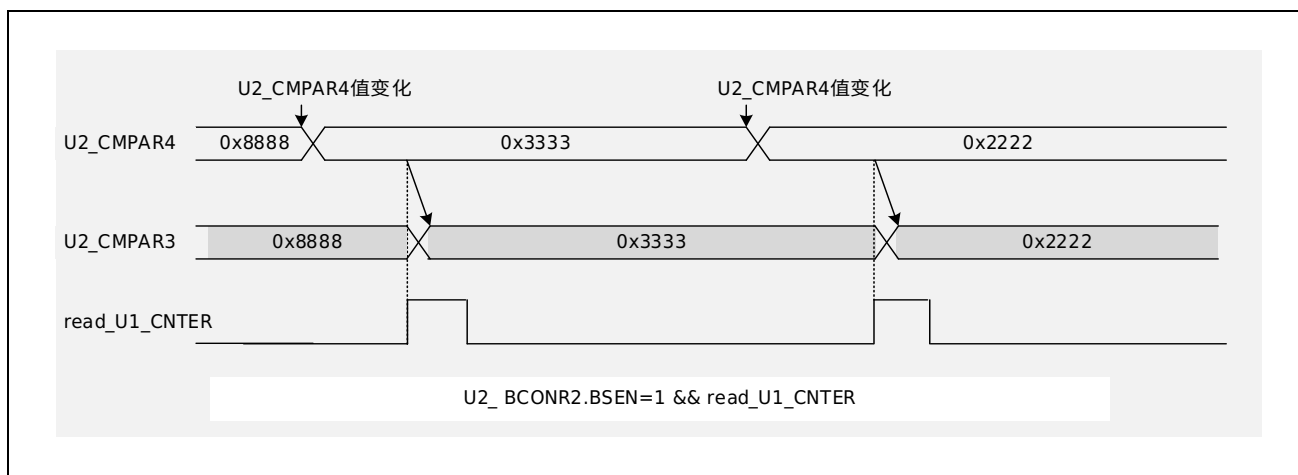 U2_CMPAR4值变化 U2_CMPAR4值变化
U2_CMPAR4 0x8888 0x3333 0x2222
U2_CMPAR3 0x8888 0x3333 0x2222
read_U1_CNTER
U2_ BCONR2.BSEN=1 && read_U1_CNTER